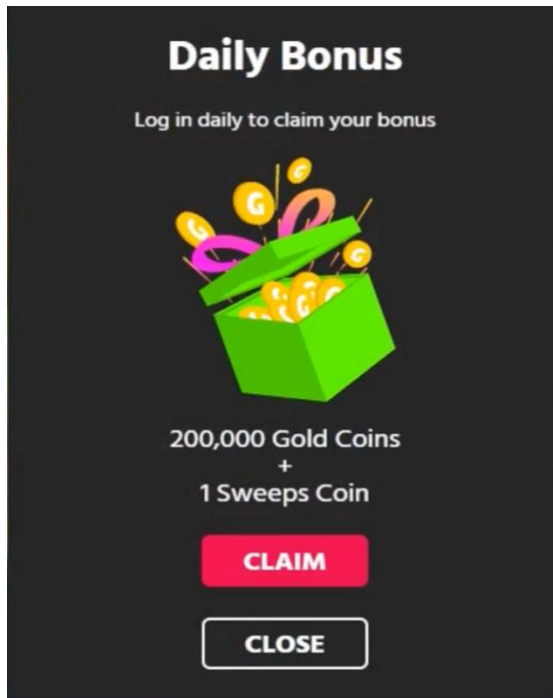 Daily Bonus
Log in daily to claim your bonus
G
G
G
G
G
G
G
200,000 Gold Coins
+
1 Sweeps Coin
CLAIM
CLOSE